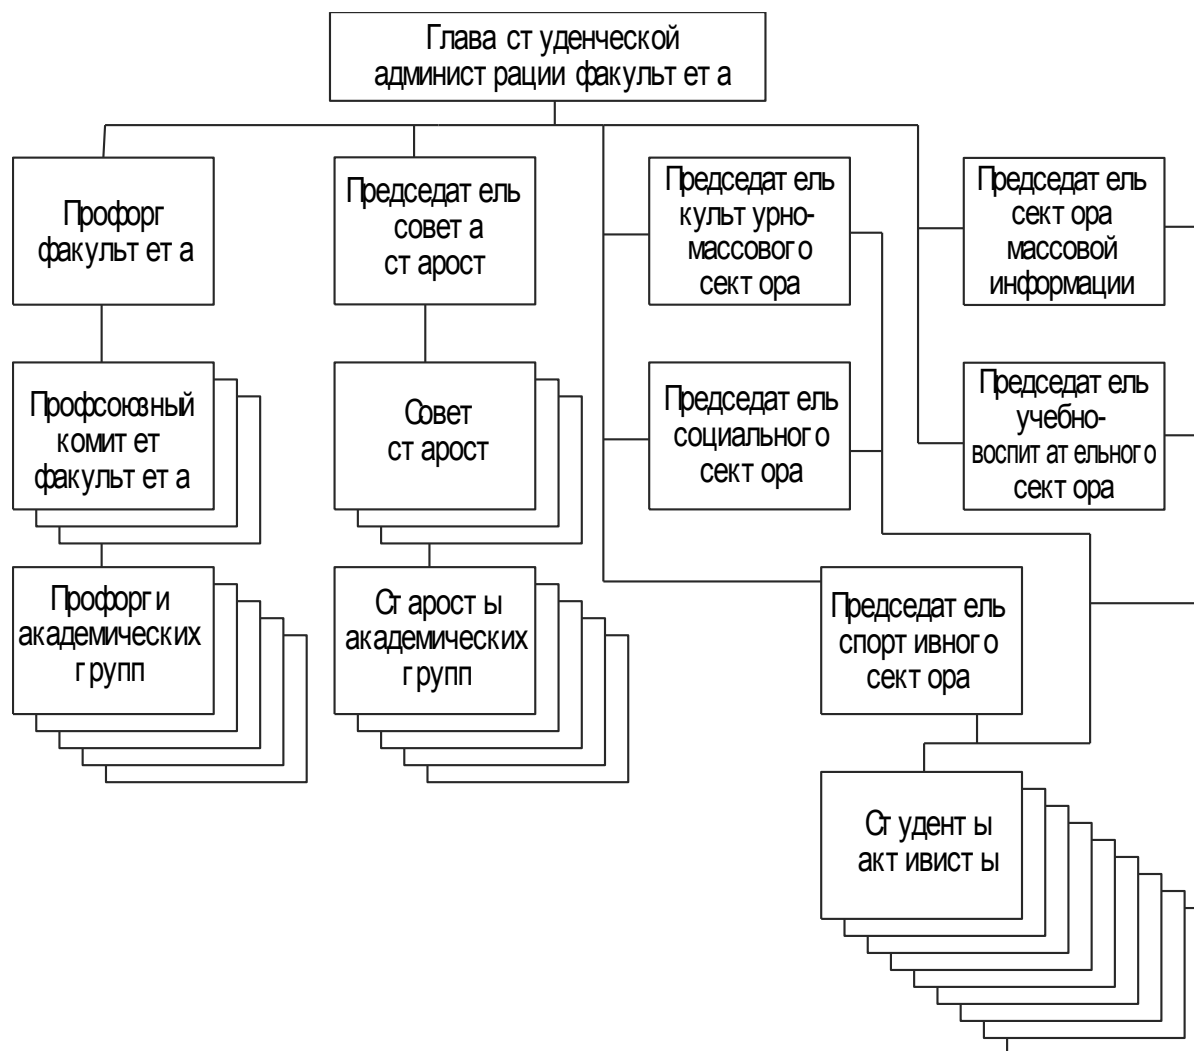 Глава студенческой
администрации факультета
Профорг
факультета
Председатель
совета
старост
Председатель
культурно-
массового
сектора
Председатель
сектора
массовой
информации
Профсоюзный
комитет
факультета
Совет
старост
Председатель
социального
сектора
Председатель
учебно-
воспитательного
сектора
Профорги
академических
групп
Старосты
академических
групп
Председатель
спортивного
сектора
Студенты
активисты